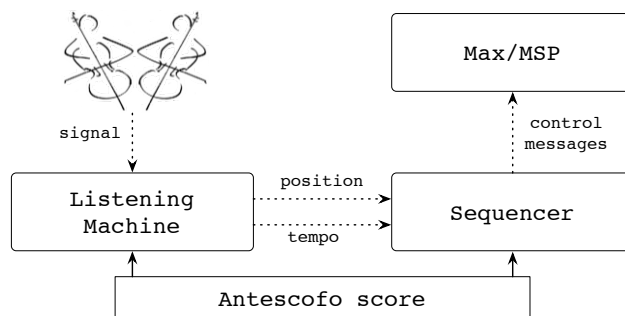 Max/MSP
signal
control
messages
Listening
Machine
position
tempo
Sequencer
Antescofo score